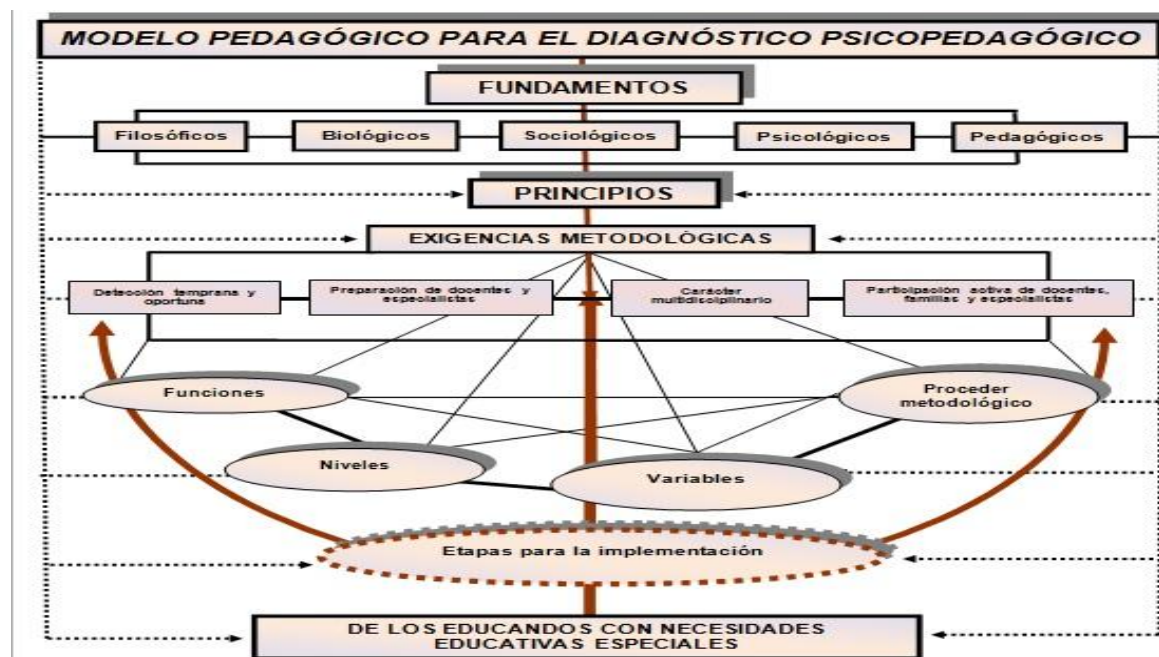 MODELO PEDAGÓGICO PARA EL DIAGNÓSTICO PSICOPEDAGÓGICO
FUNDAMENTOS
Filosóficos
Biológicos
Sociológicos
Psicológicos
Pedagógicos
PRINCIPIOS
EXIGENCIAS METODOLÓGICAS
Detección temprana y
oportuna
Preparación de docentes y
especialistas
Carácter
multidisciplinario
Participación activa de docentes,
familias y especialistas
Funciones
Proceder
metodológico
Niveles
Variables
Etapas para la implementación
DE LOS EDUCANDOS CON NECESIDADES
EDUCATIVAS ESPECIALES